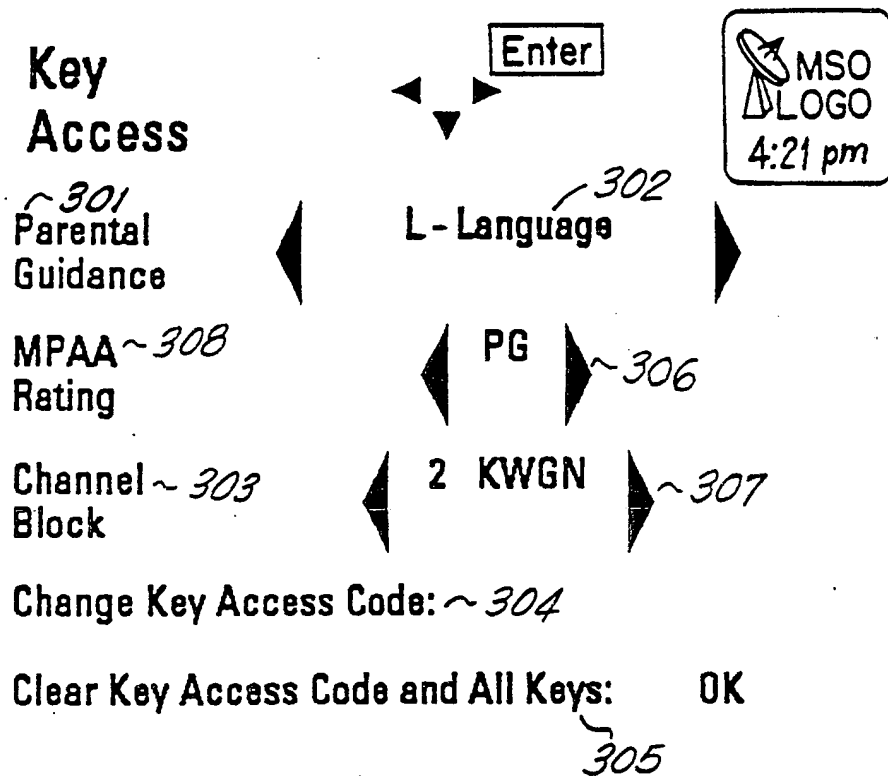 Key
Access
Enter
MSO
LOGO
4:21 pm
301
Parental
Guidance
L-Language
302
MPAA 308
Rating
PG
306
Channel 303
Block
2 KWGN
307
Change Key Access Code: 304
Clear Key Access Code and All Keys: OK
305